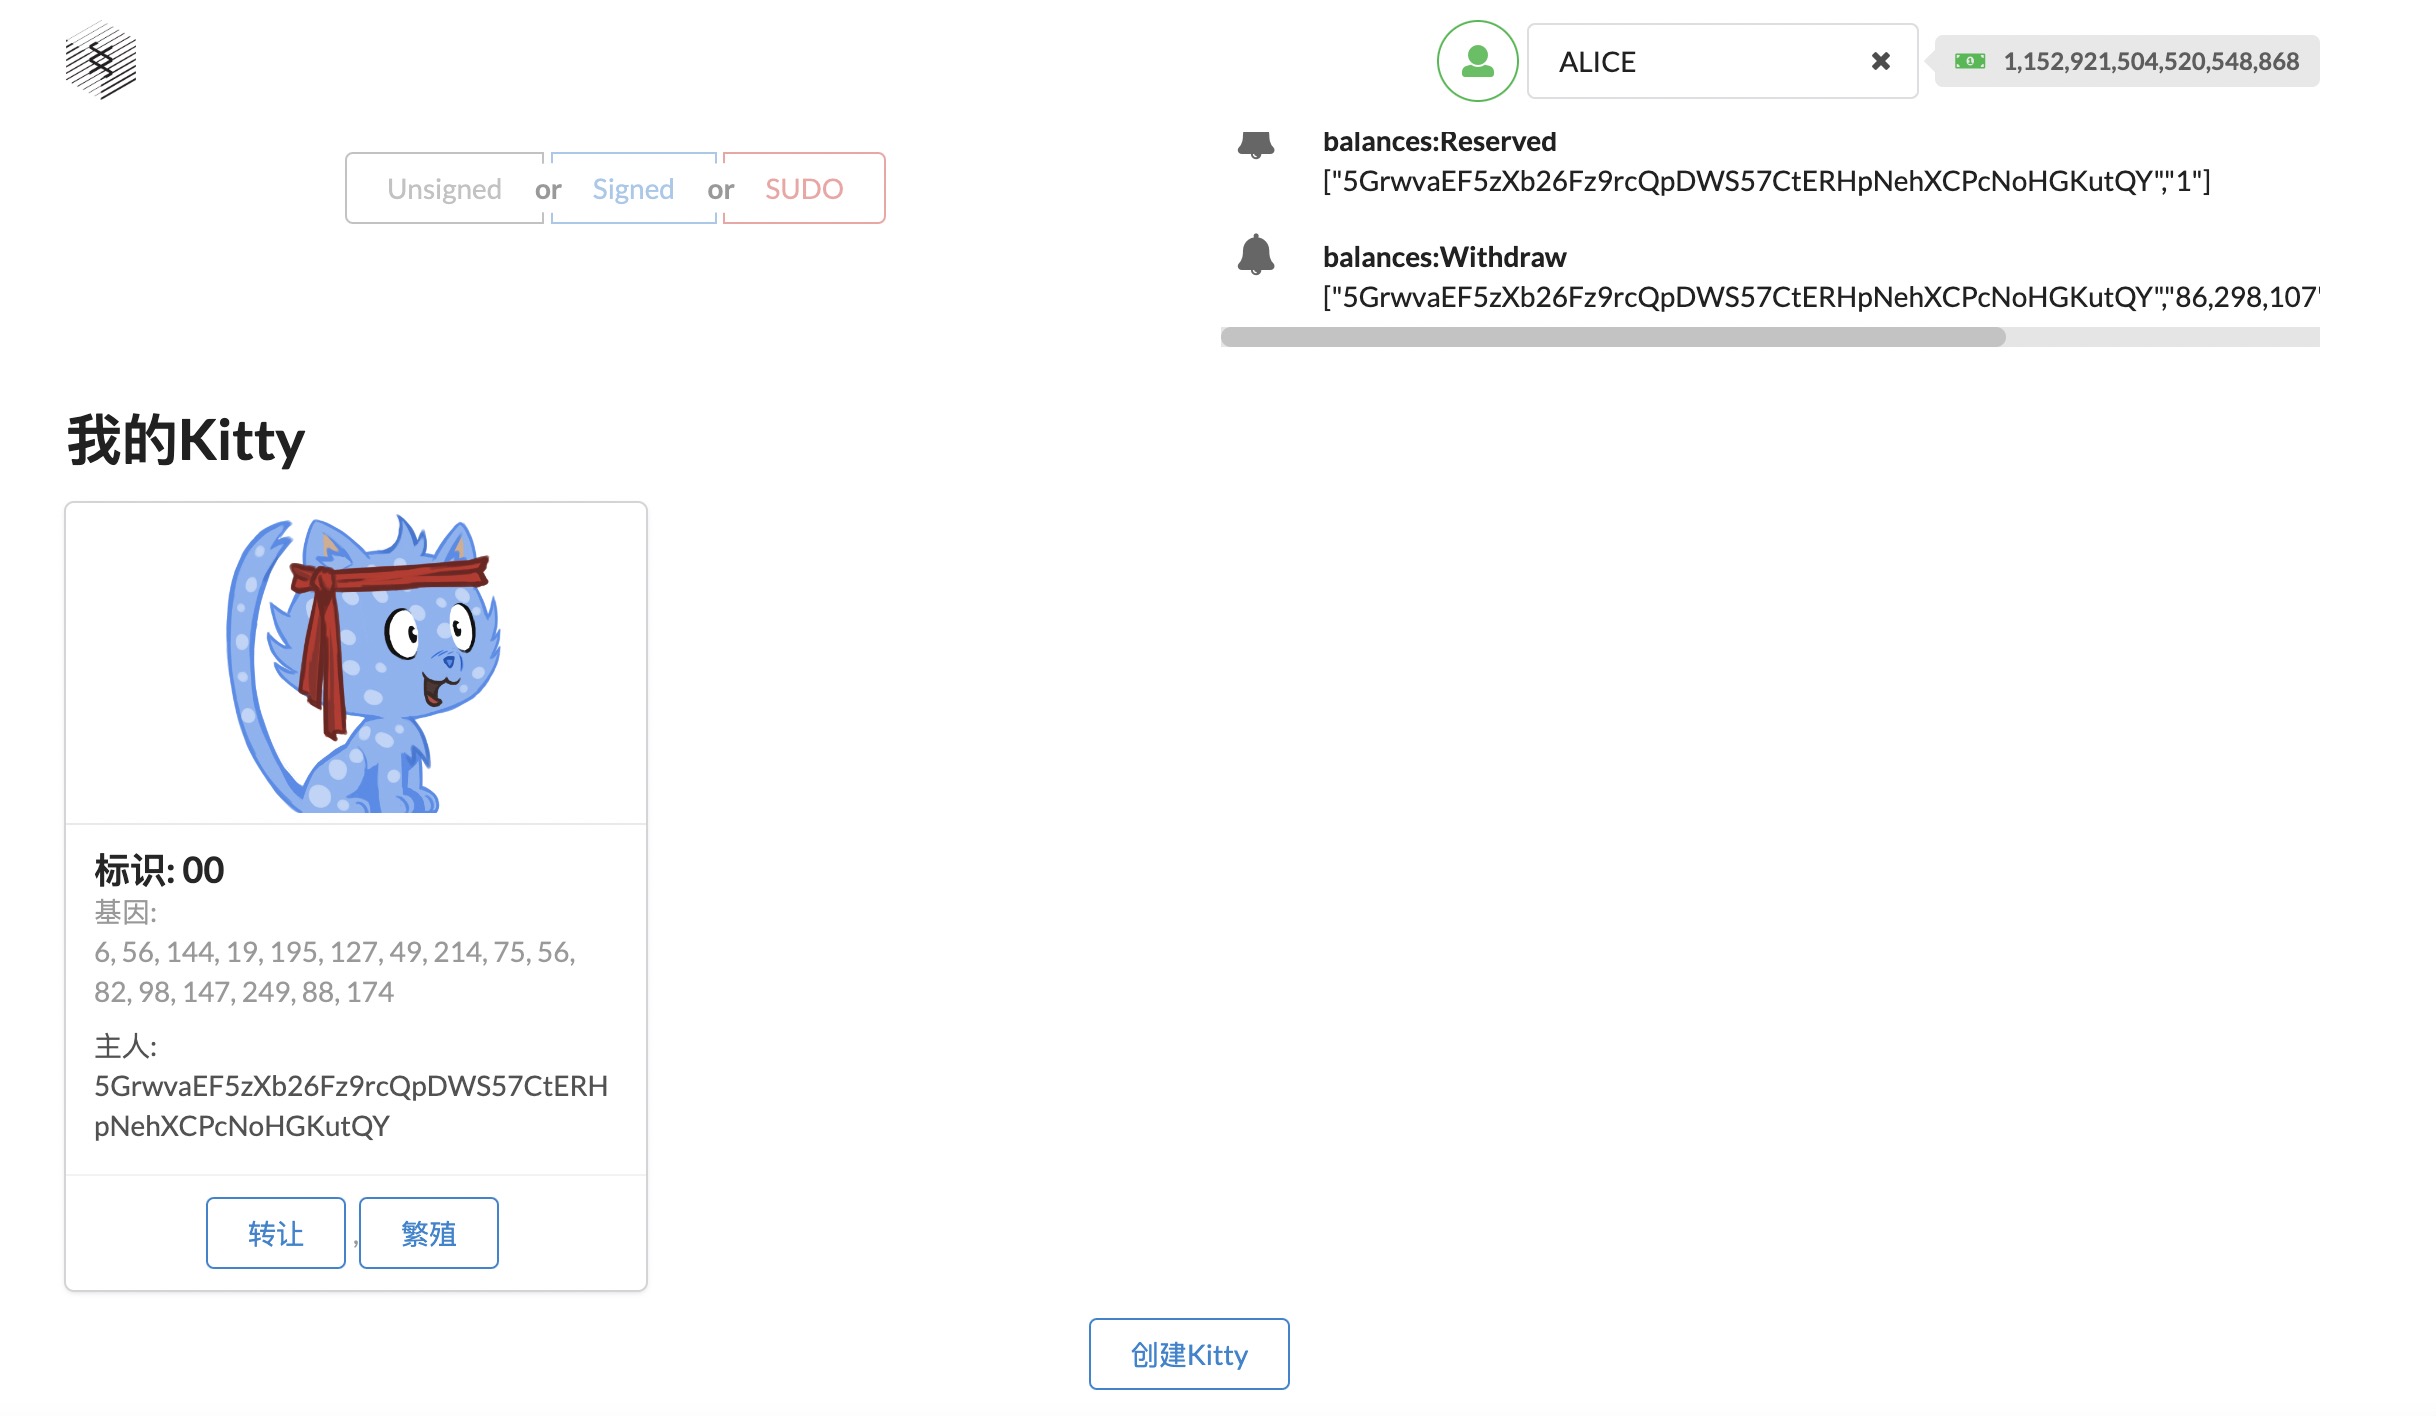 ALICE
1,152,921,504,520,548,868
Unsigned or Signed or SUDO
balances:Reserved
["5GrwvaEF5zXb26Fz9rcQpDWS57CtERHpNehXCPcNoHGKutQY","1"]
balances:Withdraw
["5GrwvaEF5zXb26Fz9rcQpDWS57CtERHpNehXCPcNoHGKutQY","86,298,107"
我的Kitty
标识: 00
基因:
6, 56, 144, 19, 195, 127, 49, 214, 75, 56,
82, 98, 147, 249, 88, 174
主人:
5GrwvaEF5zXb26Fz9rcQpDWS57CtERH
pNehXCPcNoHGKutQY
转让 , 繁殖
创建Kitty